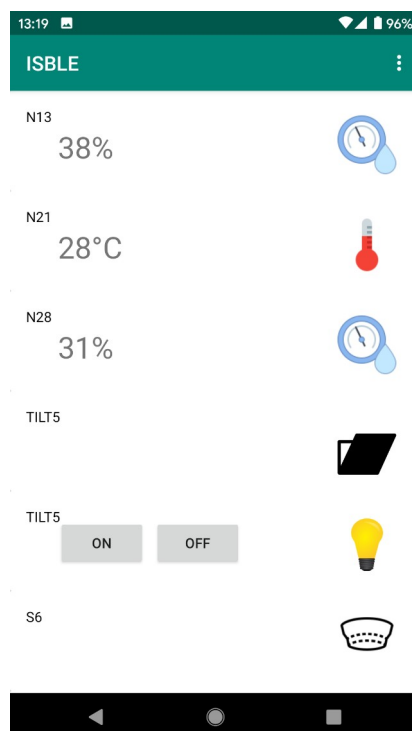 13:19 96%
ISBLE
N13
38%
N21
28°C
N28
31%
TILT5
TILT5
ON OFF
S6